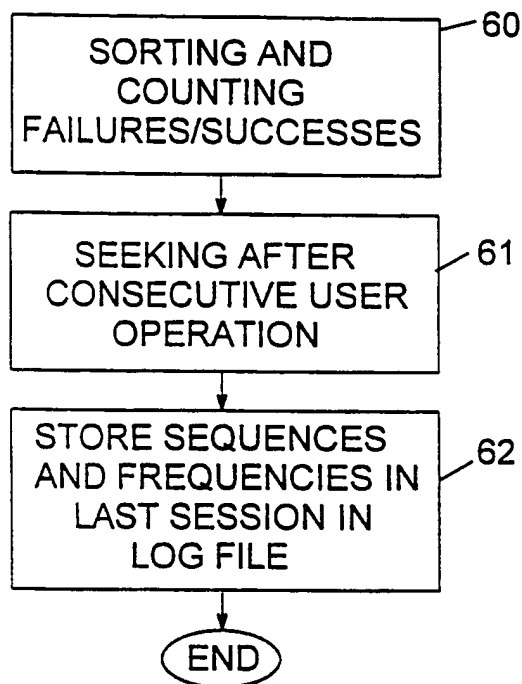 60
SORTING AND
COUNTING
FAILURES/SUCCESSES
61
SEEKING AFTER
CONSECUTIVE USER
OPERATION
62
STORE SEQUENCES
AND FREQUENCIES IN
LAST SESSION IN
LOG FILE
END